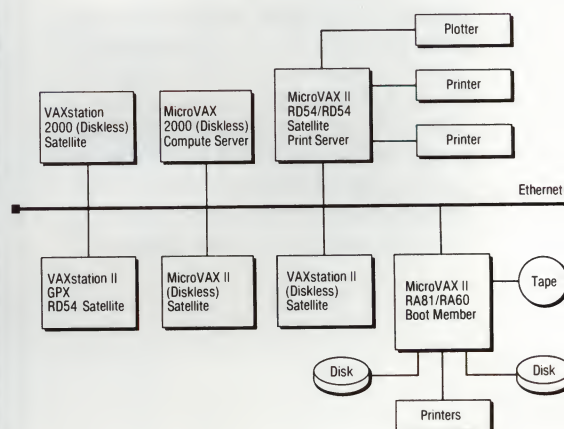 Plotter
VAXstation
2000 (Diskless)
Satellite
MicroVAX
2000 (Diskless)
Compute Server
MicroVAX II
RD54/RD54
Satellite
Print Server
Printer
Printer
Ethernet
VAXstation II
GPX
RD54 Satellite
MicroVAX II
(Diskless)
Satellite
VAXstation II
(Diskless)
Satellite
MicroVAX II
RA81/RA60
Boot Member
Tape
Disk
Disk
Printers